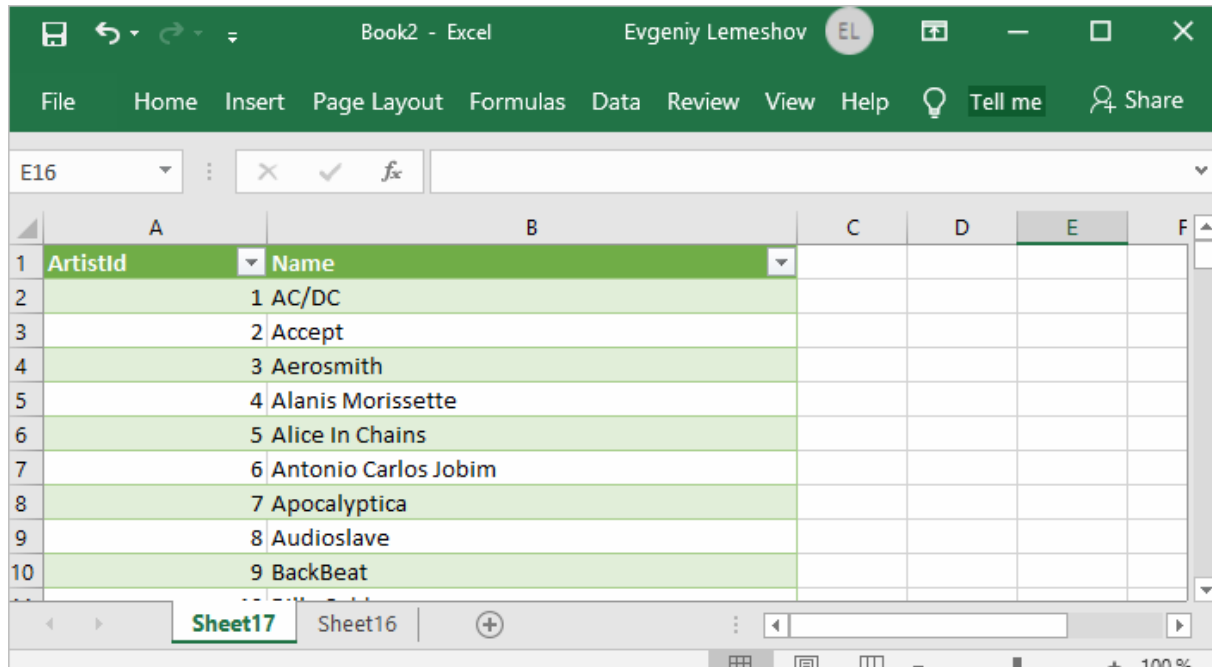 Book2 - Excel Evgeniy Lemeshov EL
File Home Insert Page Layout Formulas Data Review View Help Tell me Share
E16 fx
A B C D E F
1 ArtistId Name
2 1 AC/DC
3 2 Accept
4 3 Aerosmith
5 4 Alanis Morissette
6 5 Alice In Chains
7 6 Antonio Carlos Jobim
8 7 Apocalyptica
9 8 Audioslave
10 9 BackBeat
Sheet17 Sheet16
100 %